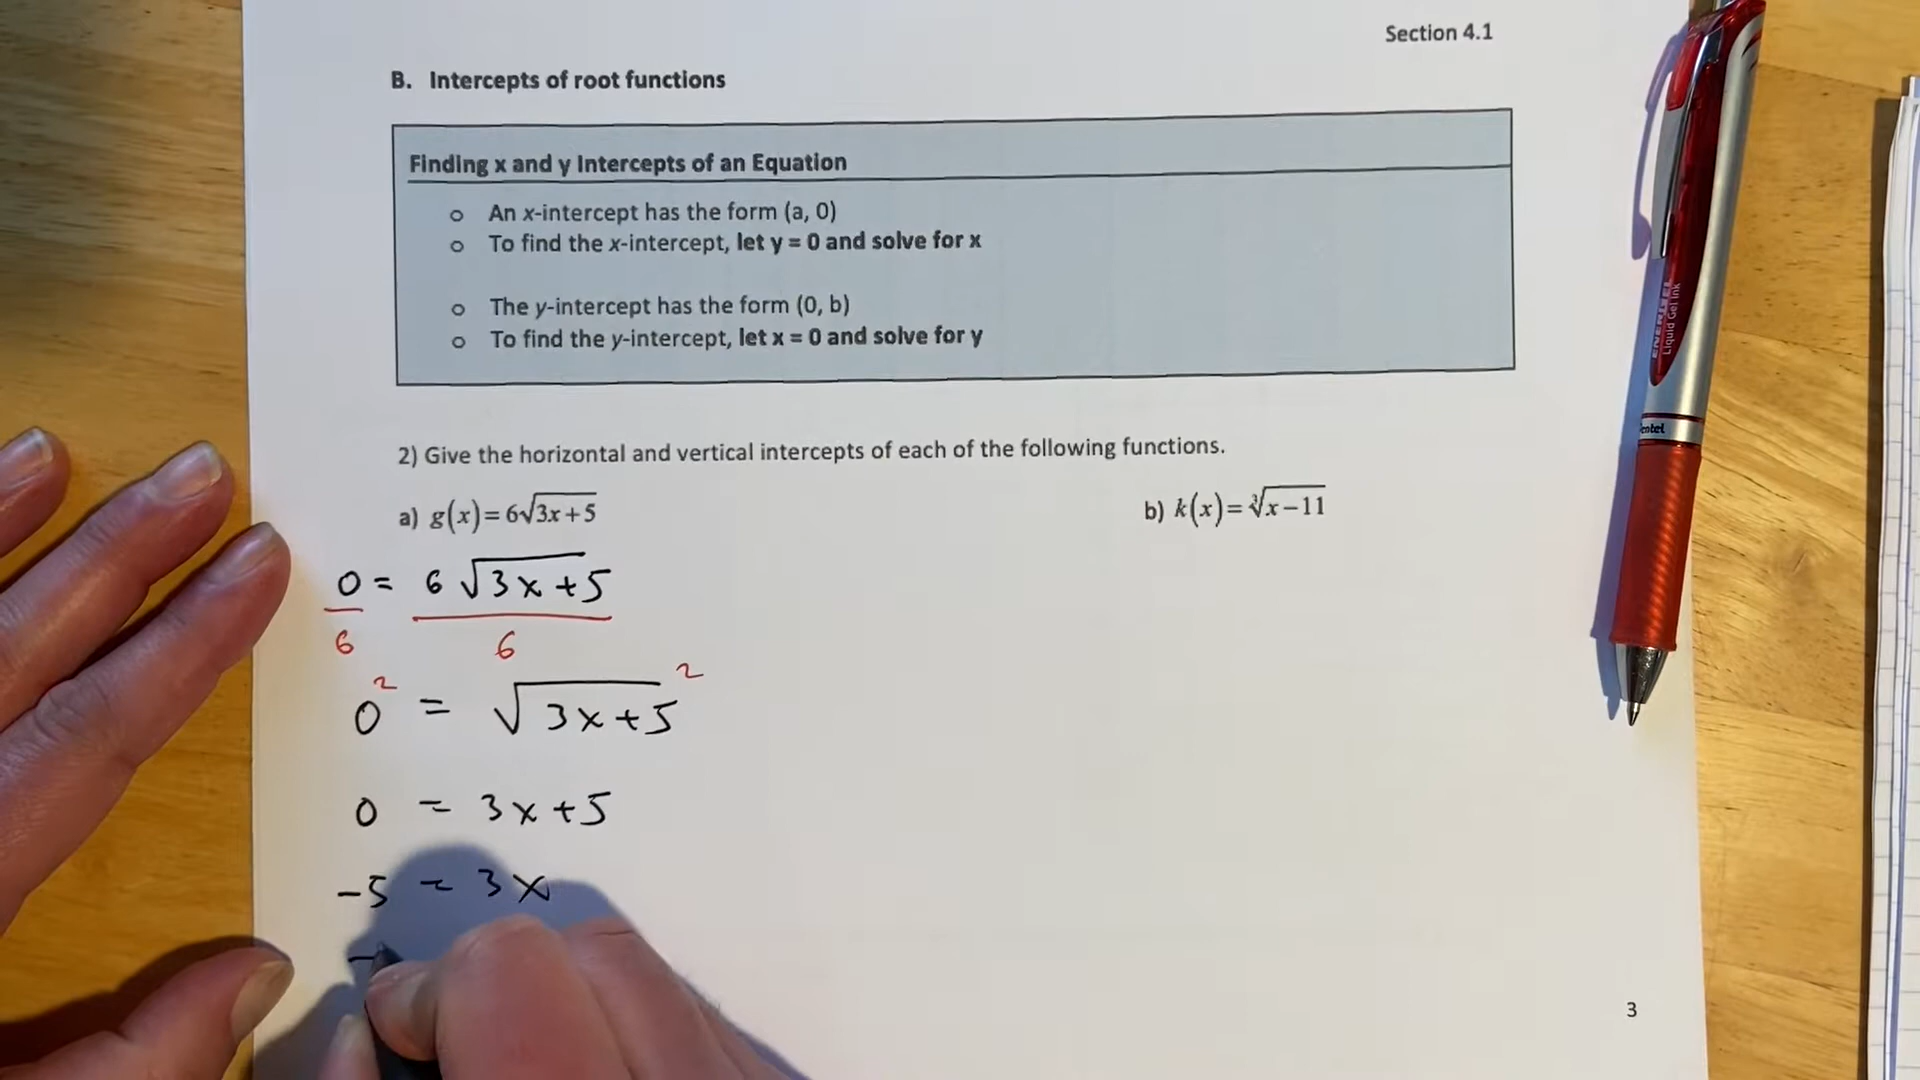 Section 4.1
B. Intercepts of root functions
Finding x and y Intercepts of an Equation
o An x-intercept has the form (a, 0)
o To find the x-intercept, let y = 0 and solve for x
o The y-intercept has the form (0, b)
o To find the y-intercept, let x = 0 and solve for y
2) Give the horizontal and vertical intercepts of each of the following functions.
a) g(x)=6√3x+5
b) k(x)=∛x−11
0 = 6 √3x+5
6 6
0² = √3x+5²
0 = 3x+5
-5 = 3x
-
3
Liquid Gel Ink